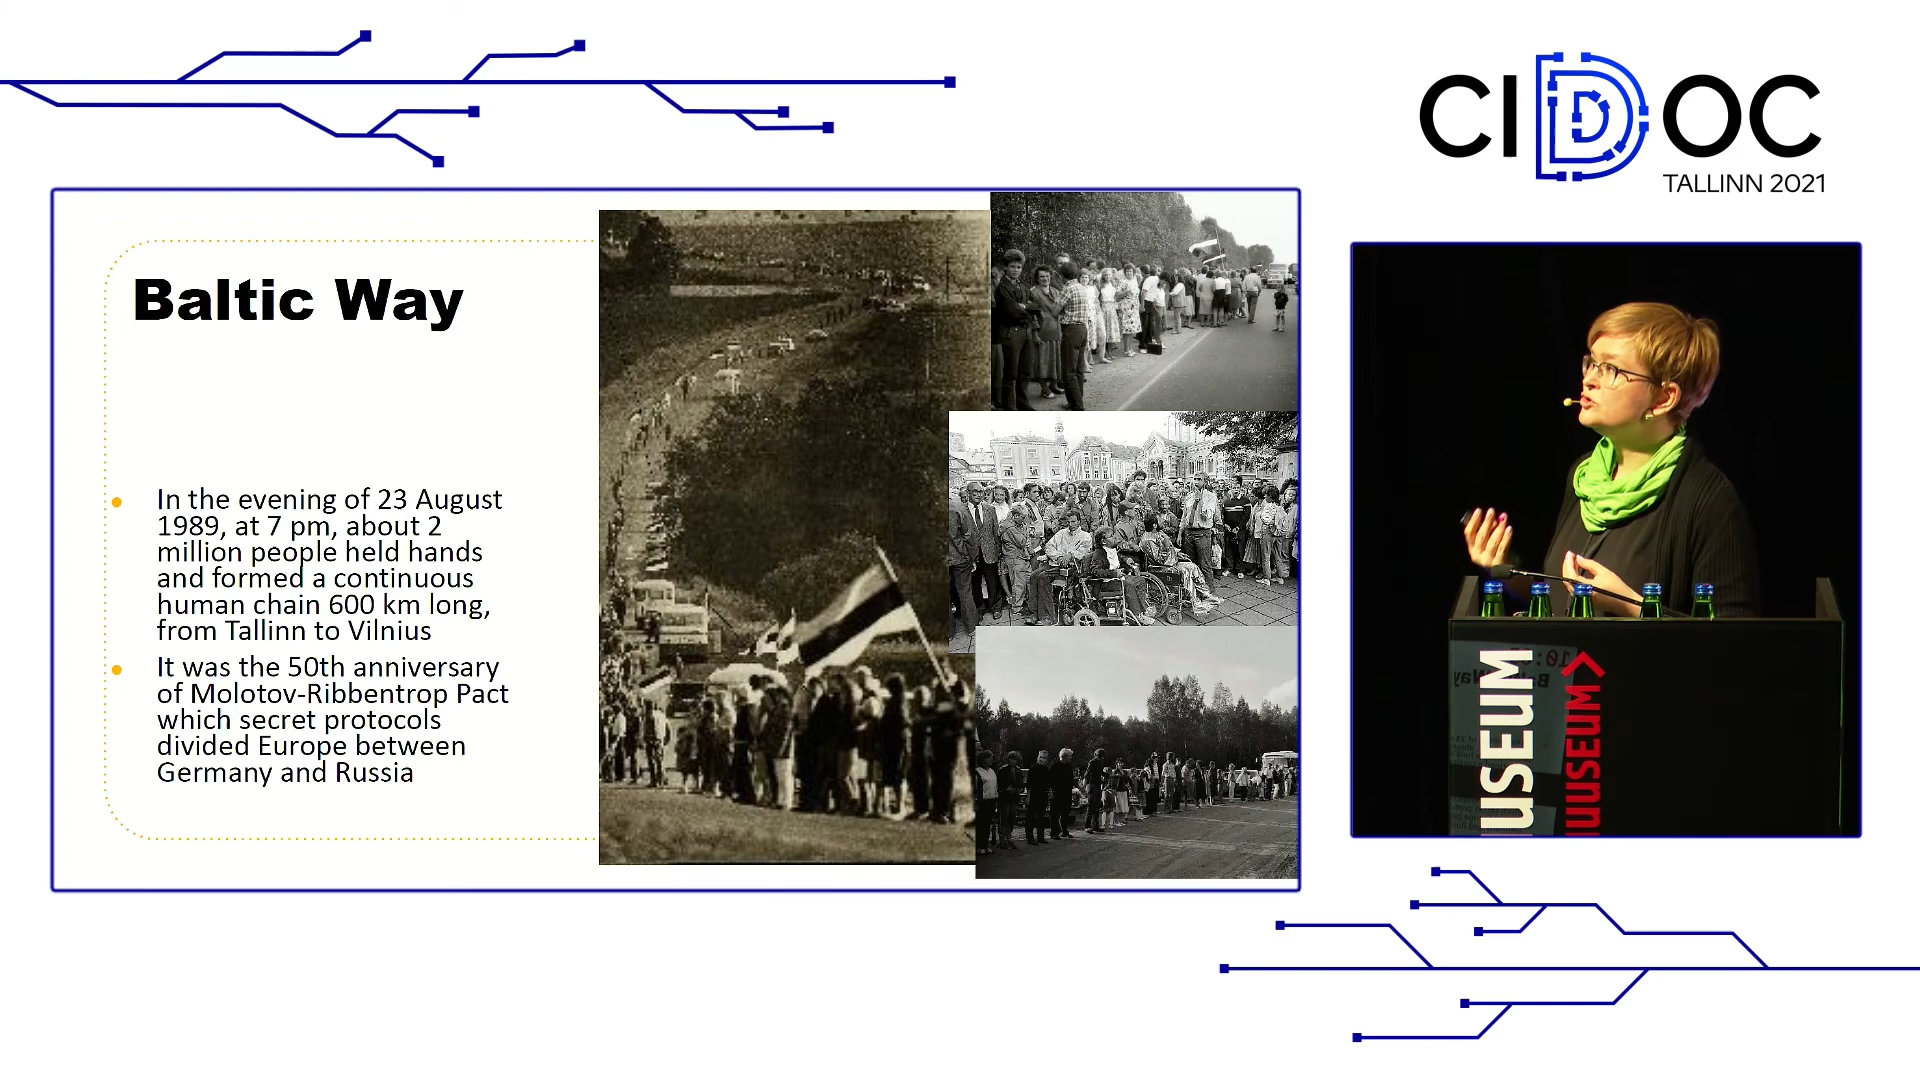 CIDOC
TALLINN 2021
Baltic Way
In the evening of 23 August
1989, at 7 pm, about 2
million people held hands
and formed a continuous
human chain 600 km long,
from Tallinn to Vilnius
It was the 50th anniversary
of Molotov-Ribbentrop Pact
which secret protocols
divided Europe between
Germany and Russia
USEUM
MUUSEUM